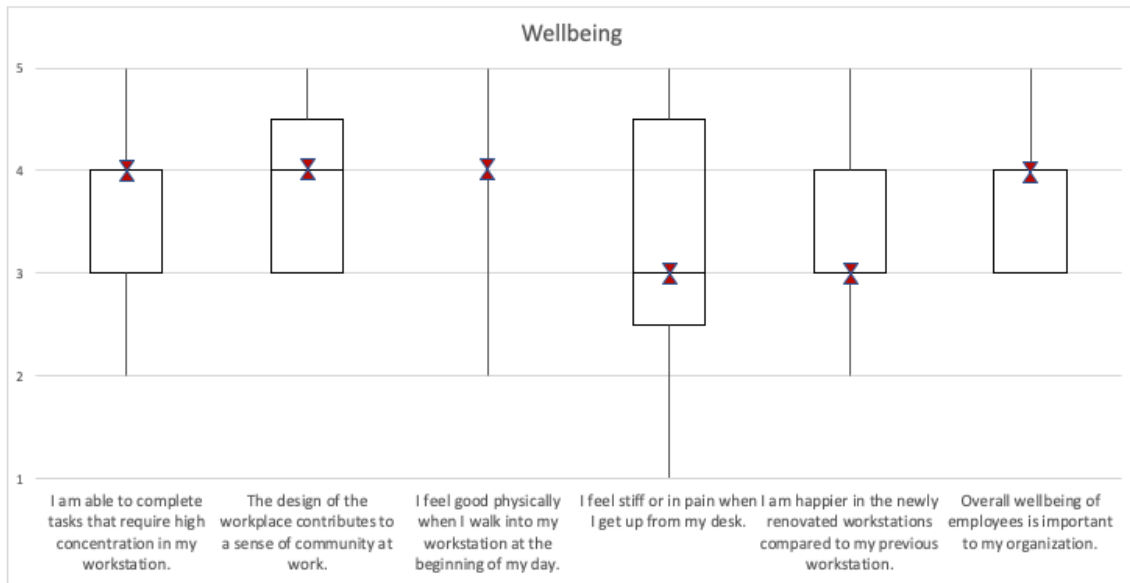 Wellbeing
5
4
3
2
1
I am able to complete
tasks that require high
concentration in my
workstation.
The design of the
workplace contributes to
a sense of community at
work.
I feel good physically
when I walk into my
workstation at the
beginning of my day.
I feel stiff or in pain when
I get up from my desk.
I am happier in the newly
renovated workstations
compared to my previous
workstation.
Overall wellbeing of
employees is important
to my organization.